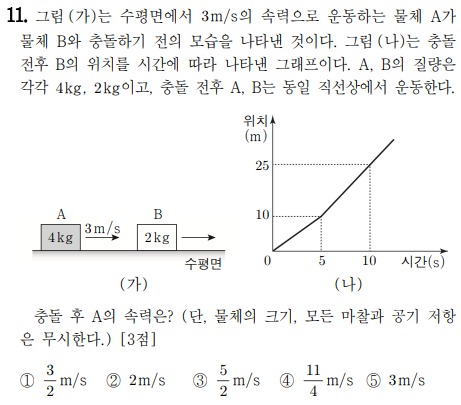 11. 그림 (가)는 수평면에서 3m/s의 속력으로 운동하는 물체 A가
물체 B와 충돌하기 전의 모습을 나타낸 것이다. 그림 (나)는 충돌
전후 B의 위치를 시간에 따라 나타낸 그래프이다. A, B의 질량은
각각 4kg, 2kg이고, 충돌 전후 A, B는 동일 직선상에서 운동한다.
위치
(m)
25
10
0 5 10 시간(s)
A 3m/s B
4kg 2kg
수평면
(가) (나)
충돌 후 A의 속력은? (단, 물체의 크기, 모든 마찰과 공기 저항
은 무시한다.) [3점]
① 3/2 m/s ② 2m/s ③ 5/2 m/s ④ 11/4 m/s ⑤ 3m/s